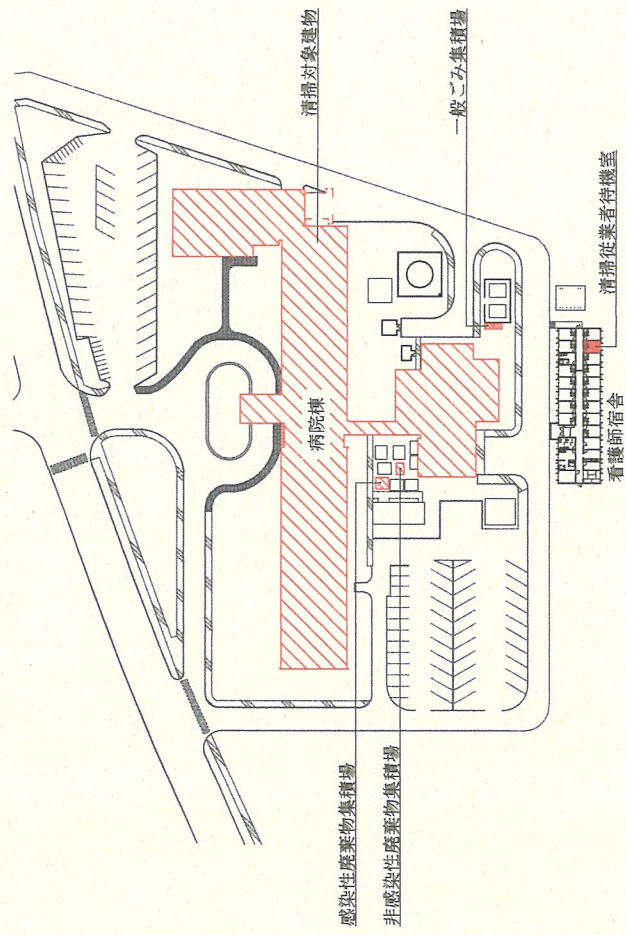 清掃対象建物
一般ごみ集積場
清掃従業者待機室
病院棟
看護師宿舎
感染性廃棄物集積場
非感染性廃棄物集積場